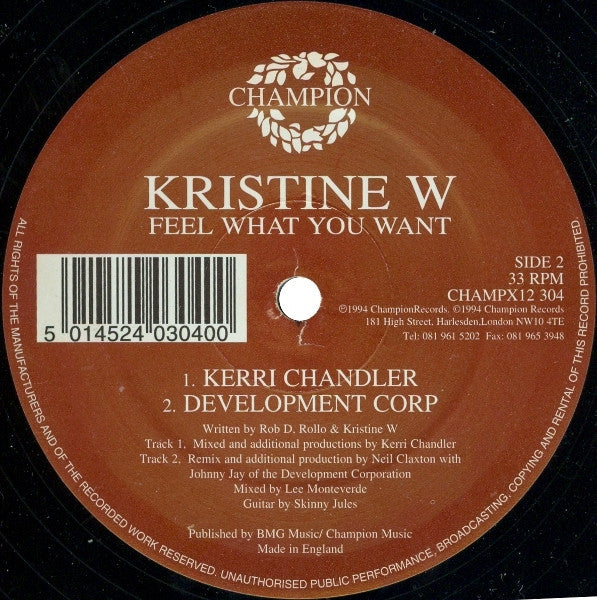 CHAMPION
KRISTINE W
FEEL WHAT YOU WANT
5 014524 030400
SIDE 2
33 RPM
CHAMPX12 304
℗1994 ChampionRecords. ©1994 Champion Records
181 High Street, Harlesden.London NW10 4TE
Tel: 081 961 5202 Fax: 081 965 3948
1. KERRI CHANDLER
2. DEVELOPMENT CORP
Written by Rob D. Rollo & Kristine W
Track 1. Mixed and additional productions by Kerri Chandler
Track 2. Remix and additional production by Neil Claxton with
Johnny Jay of the Development Corporation
Mixed by Lee Monteverde
Guitar by Skinny Jules
Published by BMG Music/ Champion Music
Made in England
ALL RIGHTS OF THE MANUFACTURERS AND OF THE RECORDED WORK RESERVED. UNAUTHORISED PUBLIC PERFORMANCE, BROADCASTING, COPYING AND RENTAL OF THIS RECORD PROHIBITED.